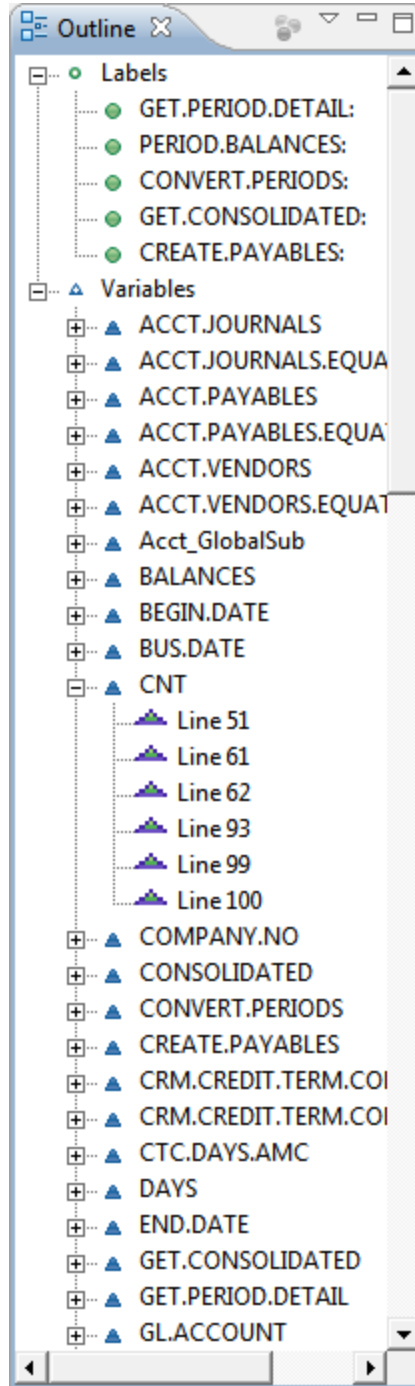 Outline
Labels
GET.PERIOD.DETAIL:
PERIOD.BALANCES:
CONVERT.PERIODS:
GET.CONSOLIDATED:
CREATE.PAYABLES:
Variables
ACCT.JOURNALS
ACCT.JOURNALS.EQUA
ACCT.PAYABLES
ACCT.PAYABLES.EQUA
ACCT.VENDORS
ACCT.VENDORS.EQUAT
Acct_GlobalSub
BALANCES
BEGIN.DATE
BUS.DATE
CNT
Line 51
Line 61
Line 62
Line 93
Line 99
Line 100
COMPANY.NO
CONSOLIDATED
CONVERT.PERIODS
CREATE.PAYABLES
CRM.CREDIT.TERM.CO
CRM.CREDIT.TERM.CO
CTC.DAYS.AMC
DAYS
END.DATE
GET.CONSOLIDATED
GET.PERIOD.DETAIL
GL.ACCOUNT